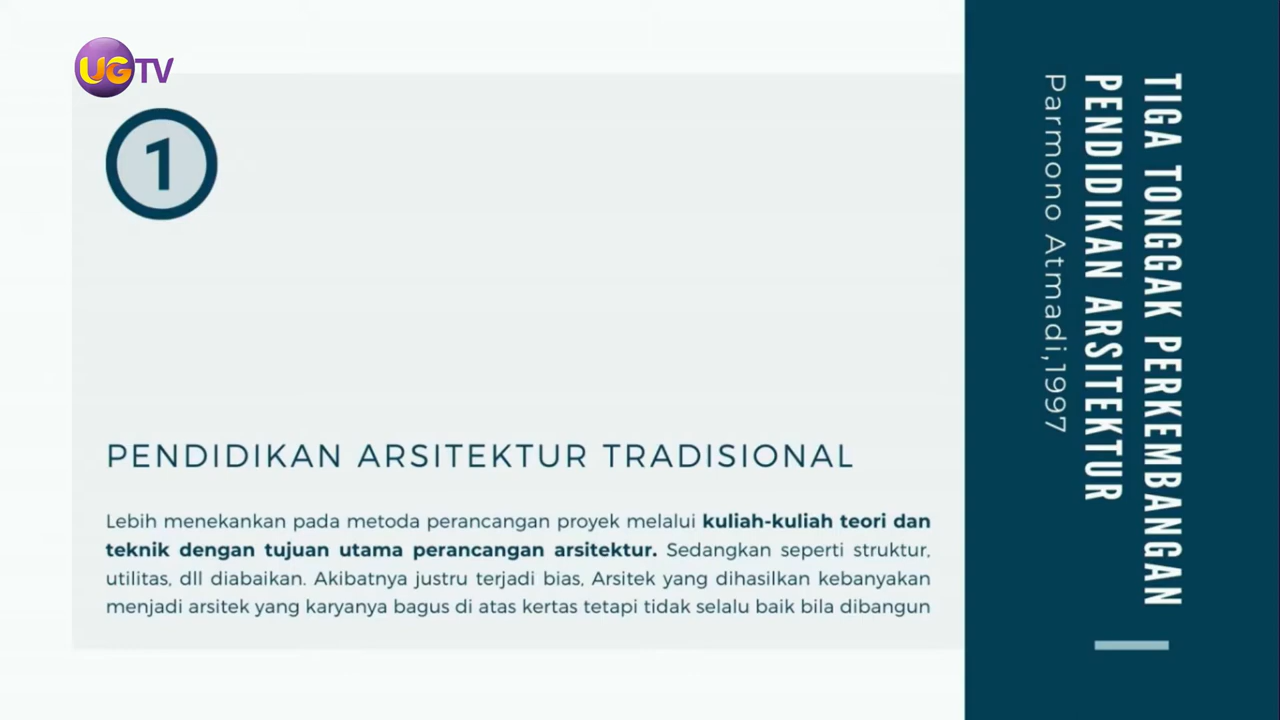 UGTV
1
PENDIDIKAN ARSITEKTUR TRADISIONAL
Lebih menekankan pada metoda perancangan proyek melalui kuliah-kuliah teori dan
teknik dengan tujuan utama perancangan arsitektur. Sedangkan seperti struktur,
utilitas, dll diabaikan. Akibatnya justru terjadi bias, Arsitek yang dihasilkan kebanyakan
menjadi arsitek yang karyanya bagus di atas kertas tetapi tidak selalu baik bila dibangun
TIGA TONGGAK PERKEMBANGAN
PENDIDIKAN ARSITEKTUR
Parmono Atmadi,1997